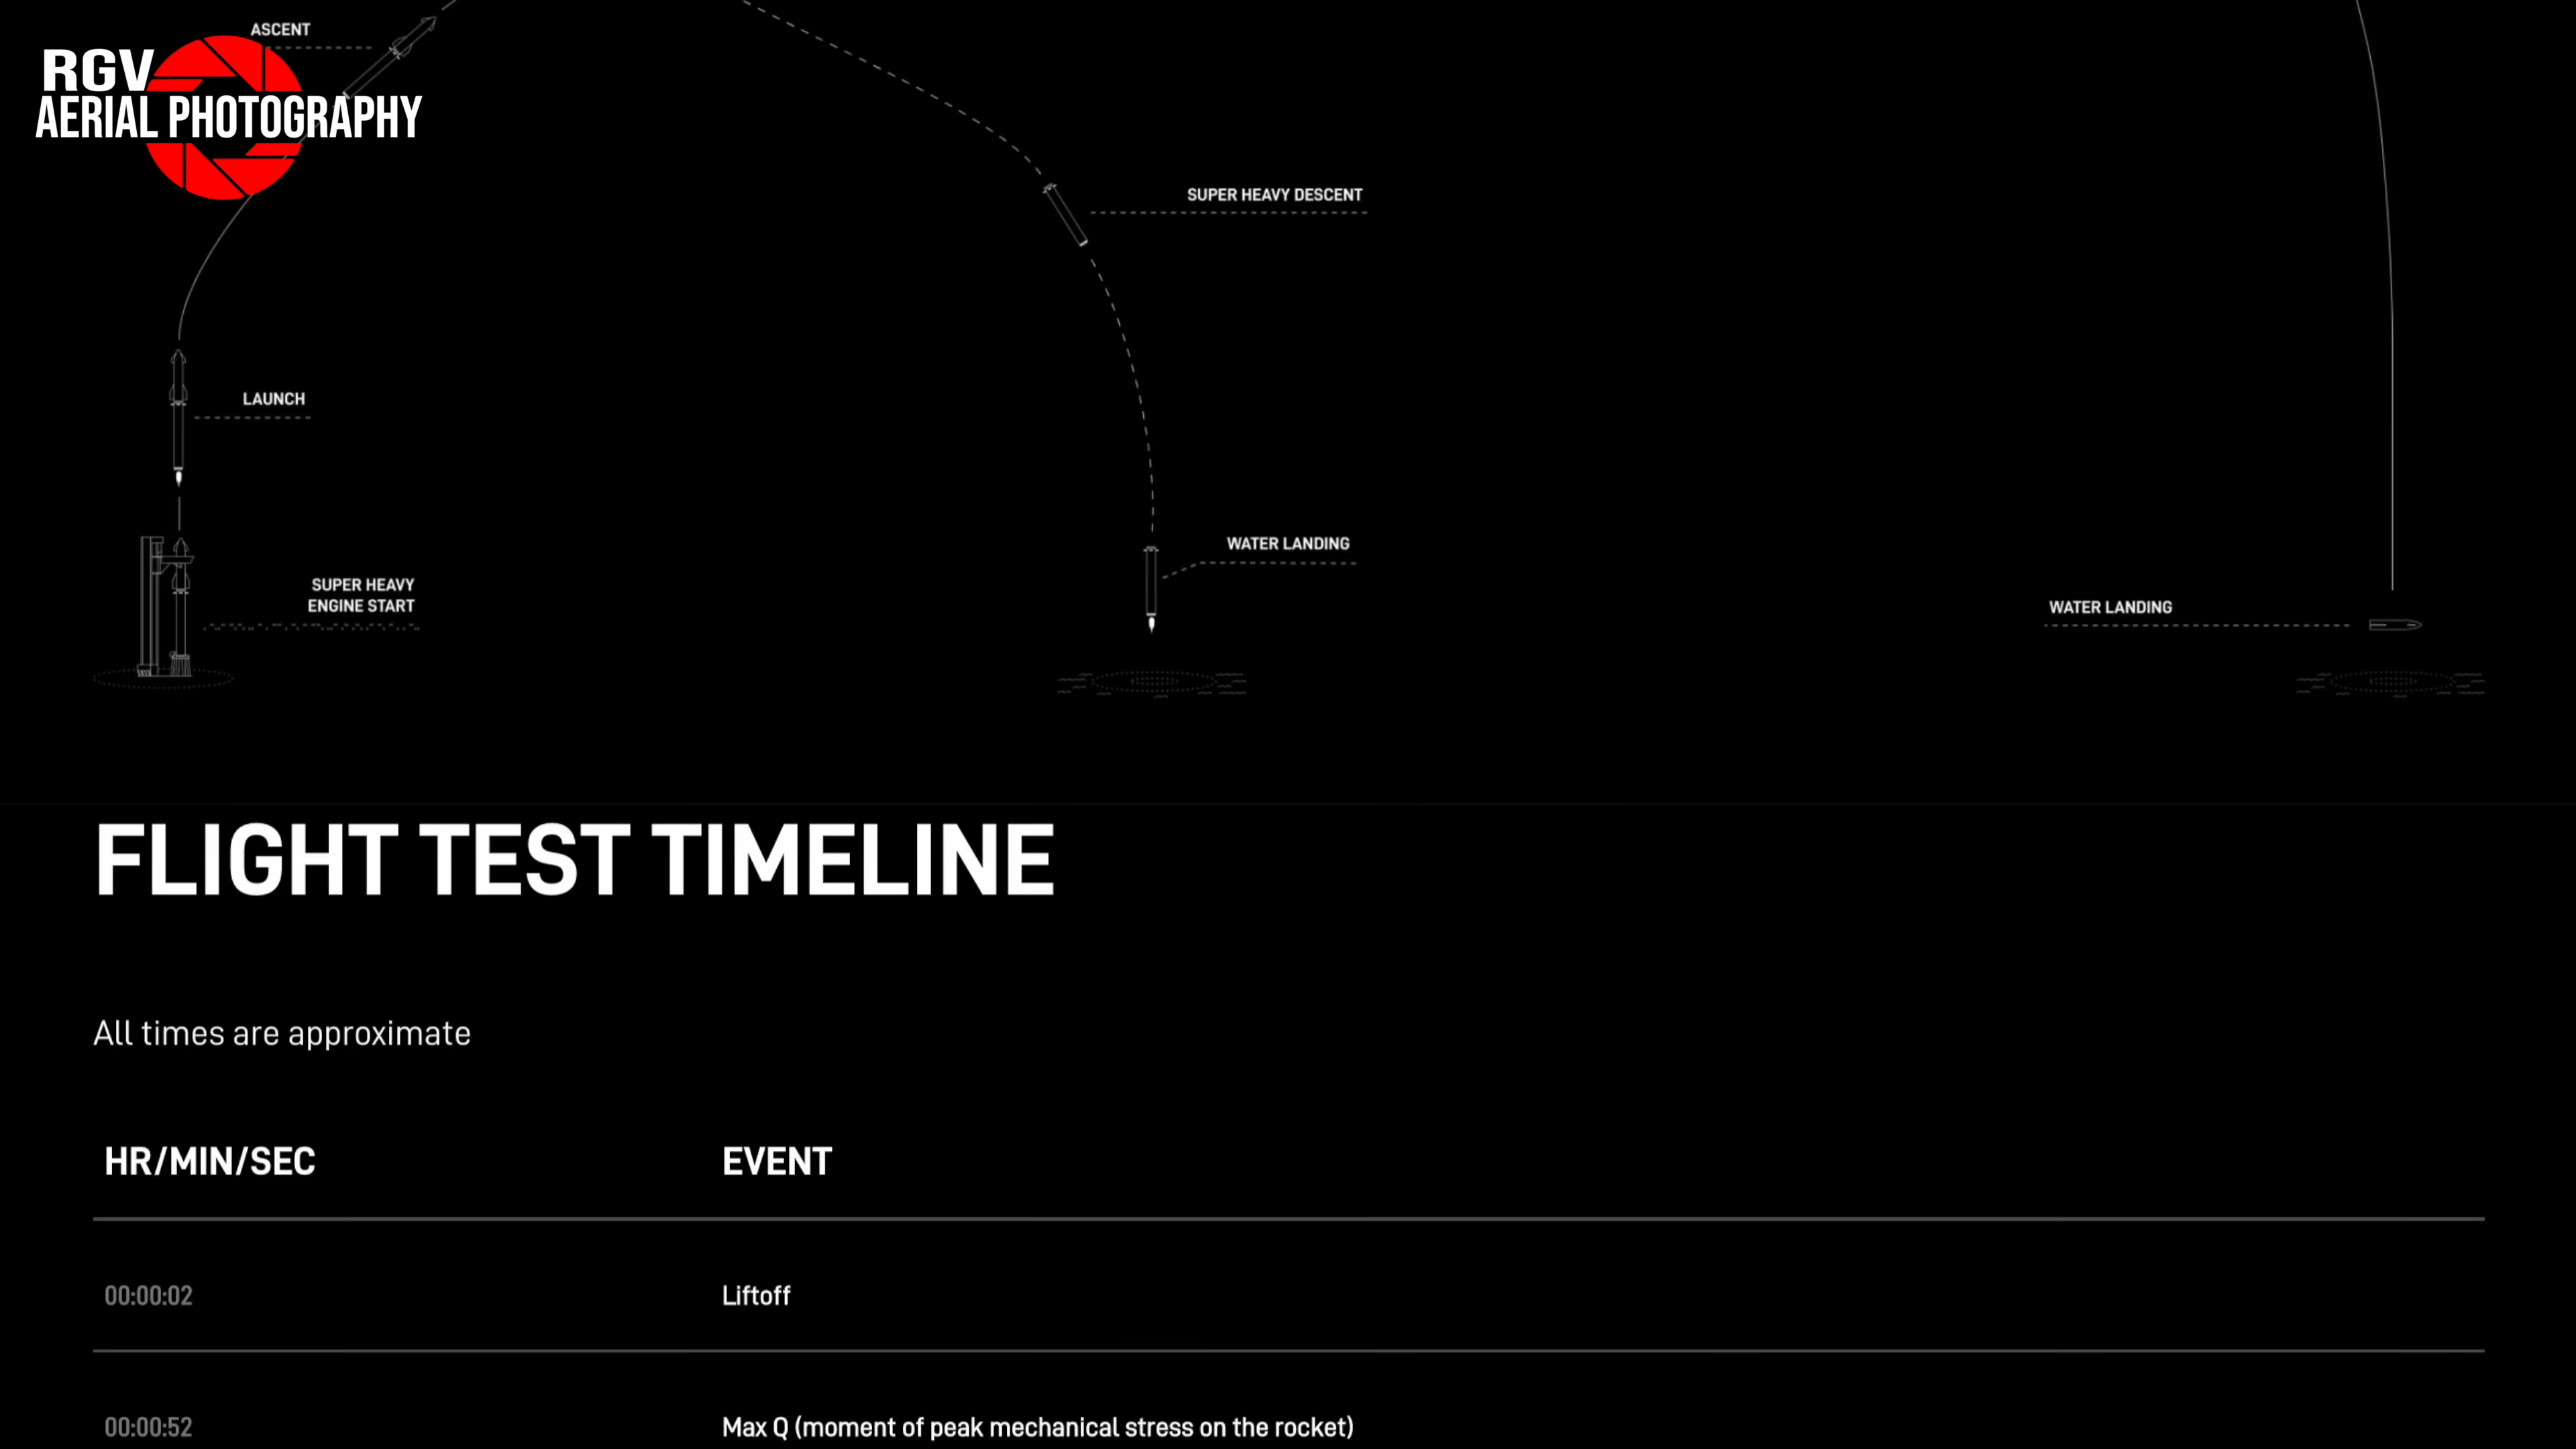 ASCENT
RGV
AERIAL PHOTOGRAPHY
SUPER HEAVY DESCENT
LAUNCH
WATER LANDING
SUPER HEAVY
ENGINE START
WATER LANDING
FLIGHT TEST TIMELINE
All times are approximate
HR/MIN/SEC EVENT
00:00:02 Liftoff
00:00:52 Max Q (moment of peak mechanical stress on the rocket)